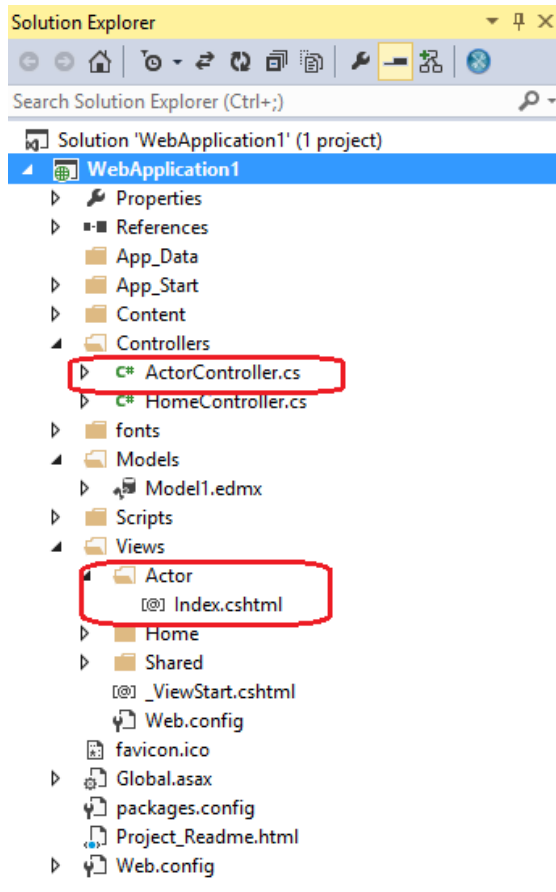 Solution Explorer
Search Solution Explorer (Ctrl+;)
Solution 'WebApplication1' (1 project)
WebApplication1
Properties
References
App_Data
App_Start
Content
Controllers
C# ActorController.cs
C# HomeController.cs
fonts
Models
Model1.edmx
Scripts
Views
Actor
[@] Index.cshtml
Home
Shared
[@] _ViewStart.cshtml
Web.config
favicon.ico
Global.asax
packages.config
Project_Readme.html
Web.config